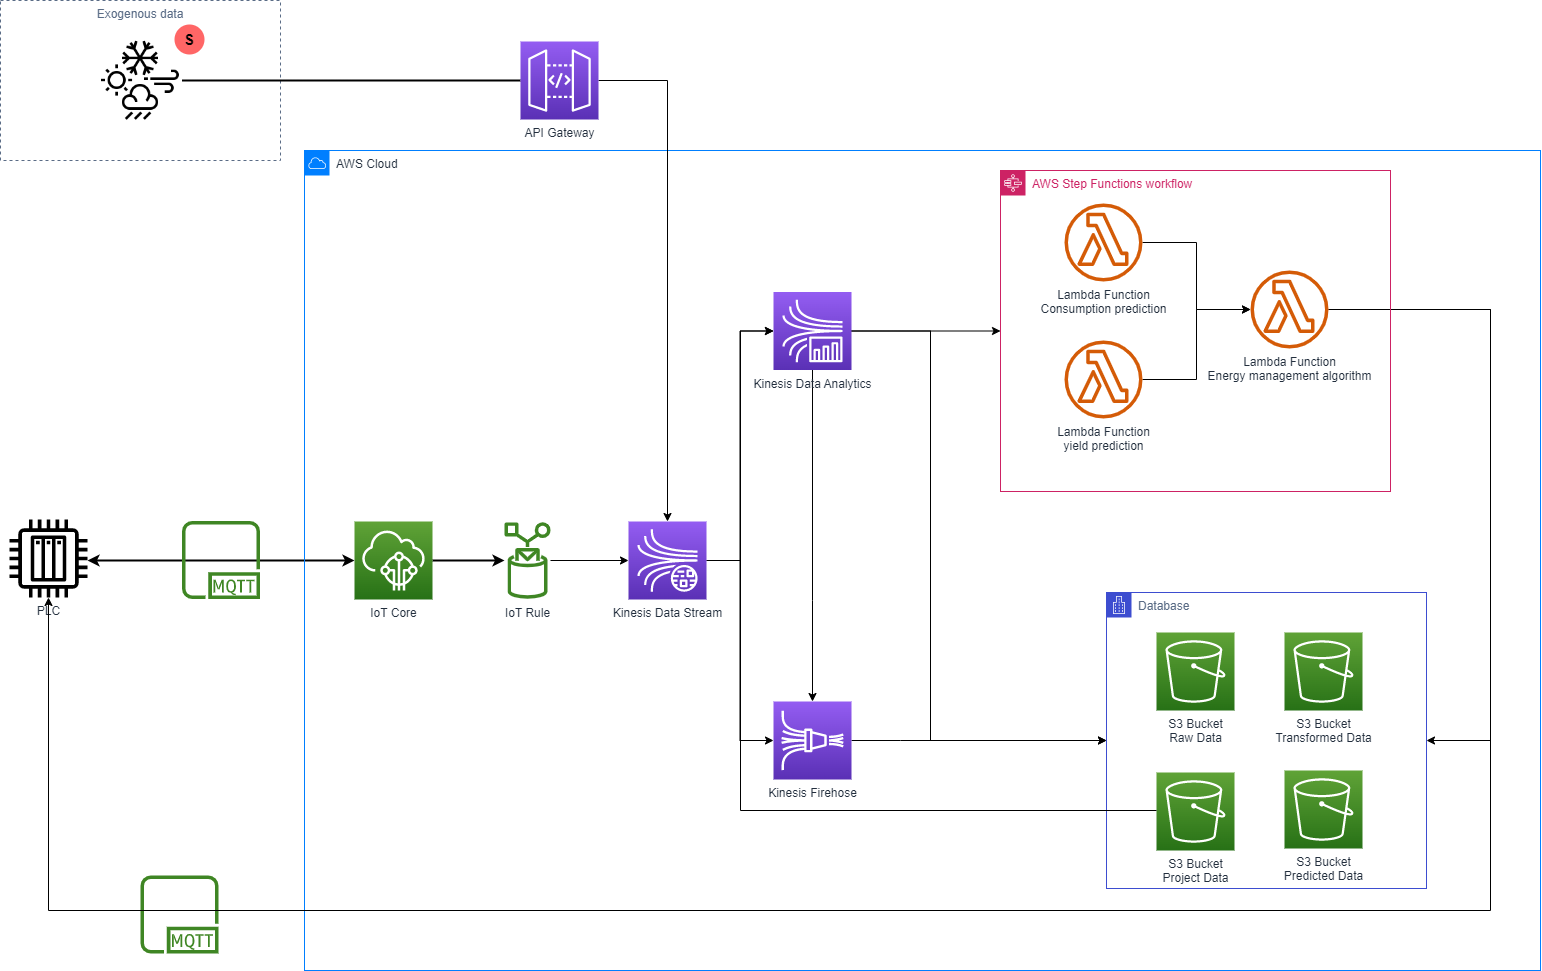 Exogenous data
S
</>
API Gateway
AWS Cloud
AWS Step Functions workflow
Lambda Function
Consumption prediction
Lambda Function
Energy management algorithm
Kinesis Data Analytics
Lambda Function
yield prediction
MQTT
PLC
IoT Core
IoT Rule
Kinesis Data Stream
Database
S3 Bucket
Raw Data
S3 Bucket
Transformed Data
Kinesis Firehose
S3 Bucket
Project Data
S3 Bucket
Predicted Data
MQTT